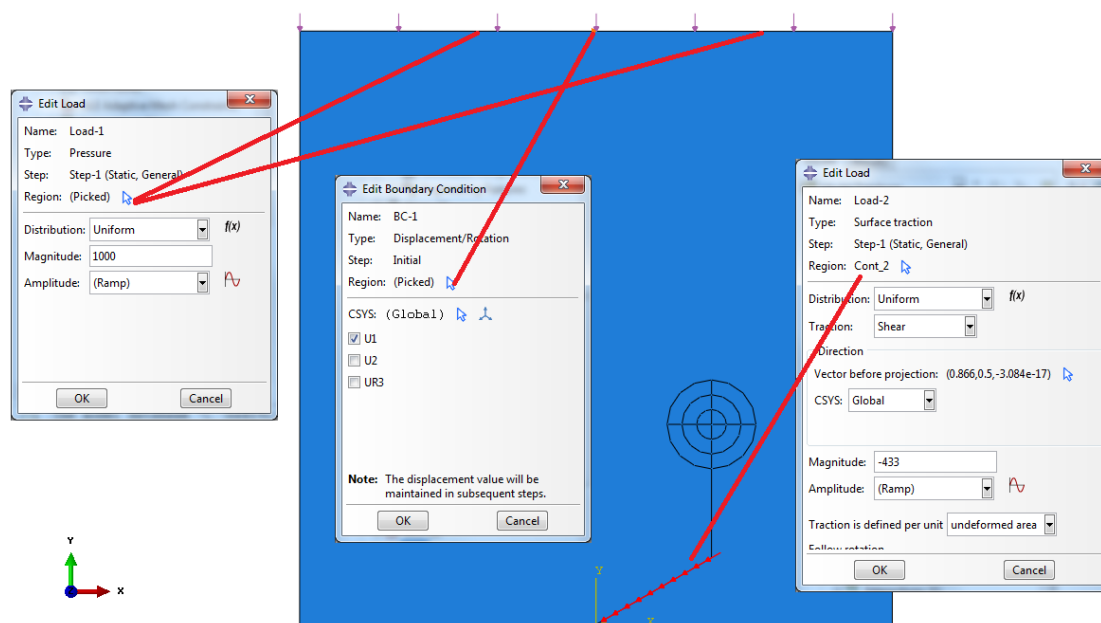 Edit Load
Name: Load-1
Type: Pressure
Step: Step-1 (Static, General)
Region: (Picked)
Distribution: Uniform f(x)
Magnitude: 1000
Amplitude: (Ramp)
OK Cancel
Edit Boundary Condition
Name: BC-1
Type: Displacement/Rotation
Step: Initial
Region: (Picked)
CSYS: (Global)
U1
U2
UR3
Note: The displacement value will be
maintained in subsequent steps.
OK Cancel
Edit Load
Name: Load-2
Type: Surface traction
Step: Step-1 (Static, General)
Region: Cont_2
Distribution: Uniform f(x)
Traction: Shear
Direction
Vector before projection: (0.866,0.5,-3.084e-17)
CSYS: Global
Magnitude: -433
Amplitude: (Ramp)
Traction is defined per unit undeformed area
Follow rotation
OK Cancel
Y
X
Y
X